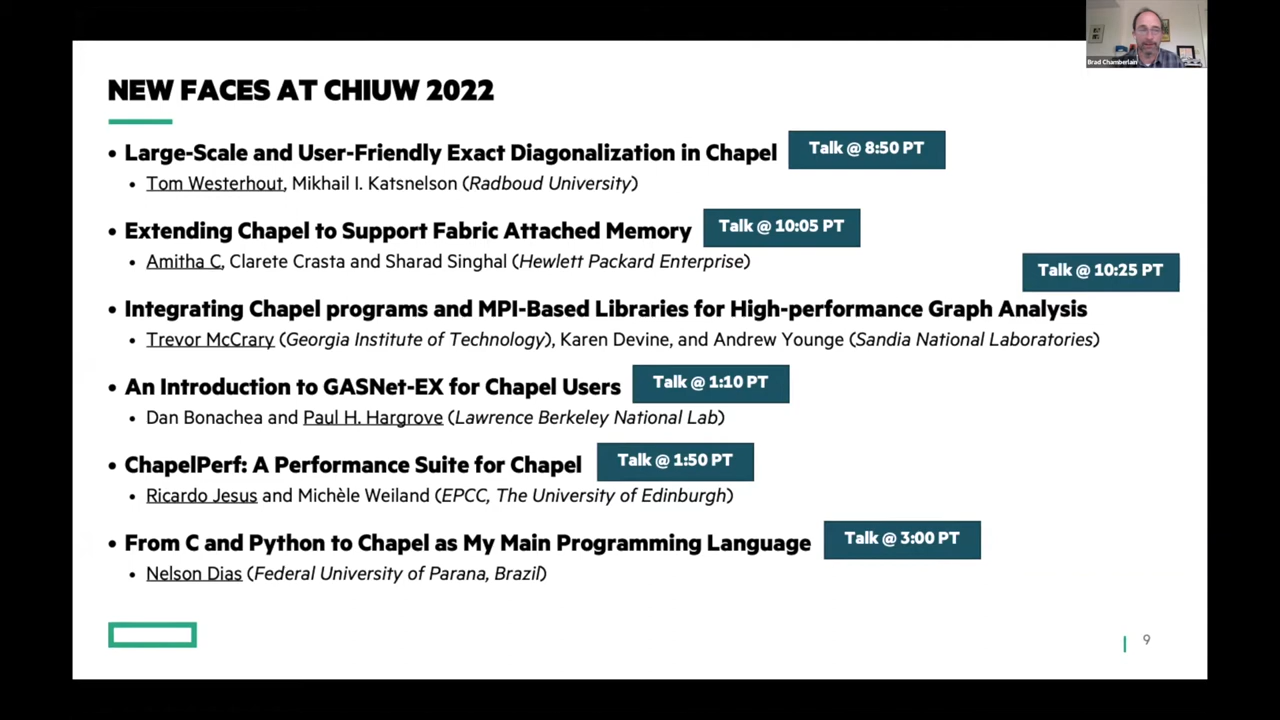 Brad Chamberlain
NEW FACES AT CHIUW 2022
• Large-Scale and User-Friendly Exact Diagonalization in Chapel Talk @ 8:50 PT
• Tom Westerhout, Mikhail I. Katsnelson (Radboud University)
• Extending Chapel to Support Fabric Attached Memory Talk @ 10:05 PT
• Amitha C, Clarete Crasta and Sharad Singhal (Hewlett Packard Enterprise)
Talk @ 10:25 PT
• Integrating Chapel programs and MPI-Based Libraries for High-performance Graph Analysis
• Trevor McCrary (Georgia Institute of Technology), Karen Devine, and Andrew Younge (Sandia National Laboratories)
• An Introduction to GASNet-EX for Chapel Users Talk @ 1:10 PT
• Dan Bonachea and Paul H. Hargrove (Lawrence Berkeley National Lab)
• ChapelPerf: A Performance Suite for Chapel Talk @ 1:50 PT
• Ricardo Jesus and Michèle Weiland (EPCC, The University of Edinburgh)
• From C and Python to Chapel as My Main Programming Language Talk @ 3:00 PT
• Nelson Dias (Federal University of Parana, Brazil)
9